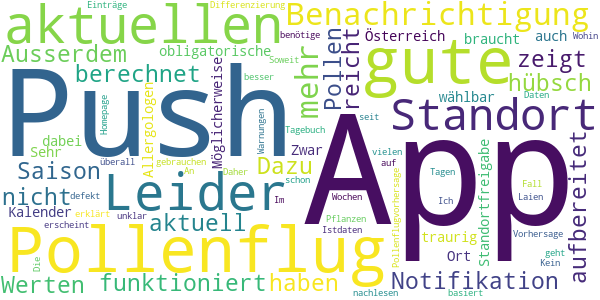 Einträge
Differenzierung
aktuellen
Benachrichtigung
benötige
Österreich
braucht
auch
Wohin
Ausserdem
obligatorische
Pollen
mehr
gute
reicht
zeigt
berechnet
Push
App
hübsch
Homepage
Allergologen
Möglicherweise
besser
Soweit
wählbar
Daten
dabei
Sehr
Warnungen
Tagebuch
seit
Standort
Saison
überall
gebrauchen
Daher
Dazu
Zwar
vielen
auf
Tagen
Fall
Laien
aufbereitet
nicht
defekt
An
schon
Leider
Im
Wochen
Ich
Kalender
erklärt
unklar
aktuell
Pflanzen
Pollenflugvorhersage
traurig
Standortfreigabe
Vorhersage
erscheint
Istdaten
Ort
geht
Kein
Die
Pollenflug
Werten
funktioniert
haben
Notifikation
nachlesen
basiert